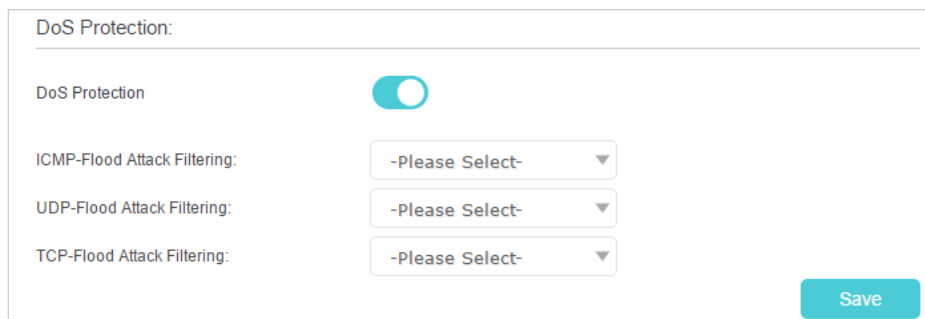 DoS Protection:
DoS Protection
ICMP-Flood Attack Filtering: -Please Select-
UDP-Flood Attack Filtering: -Please Select-
TCP-Flood Attack Filtering: -Please Select-
Save